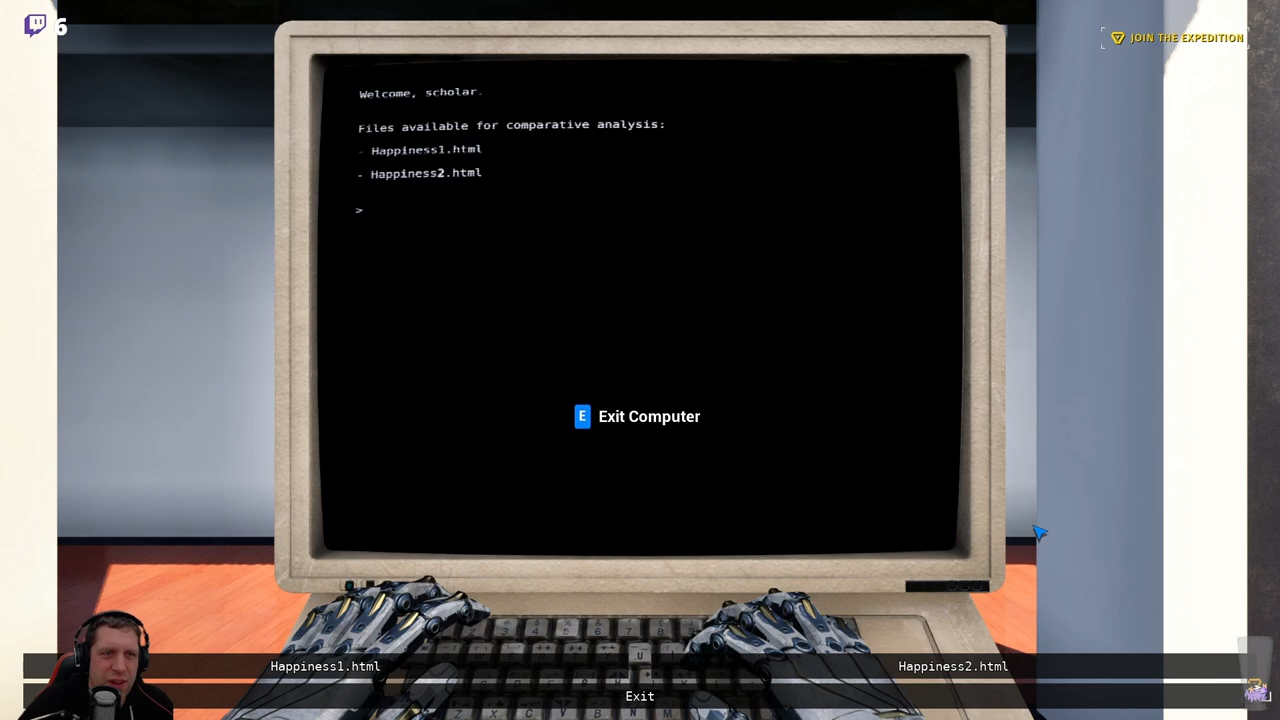 6
JOIN THE EXPEDITION
Welcome, scholar.
Files available for comparative analysis:
- Happiness1.html
- Happiness2.html
>
E Exit Computer
Happiness1.html
Happiness2.html
Exit